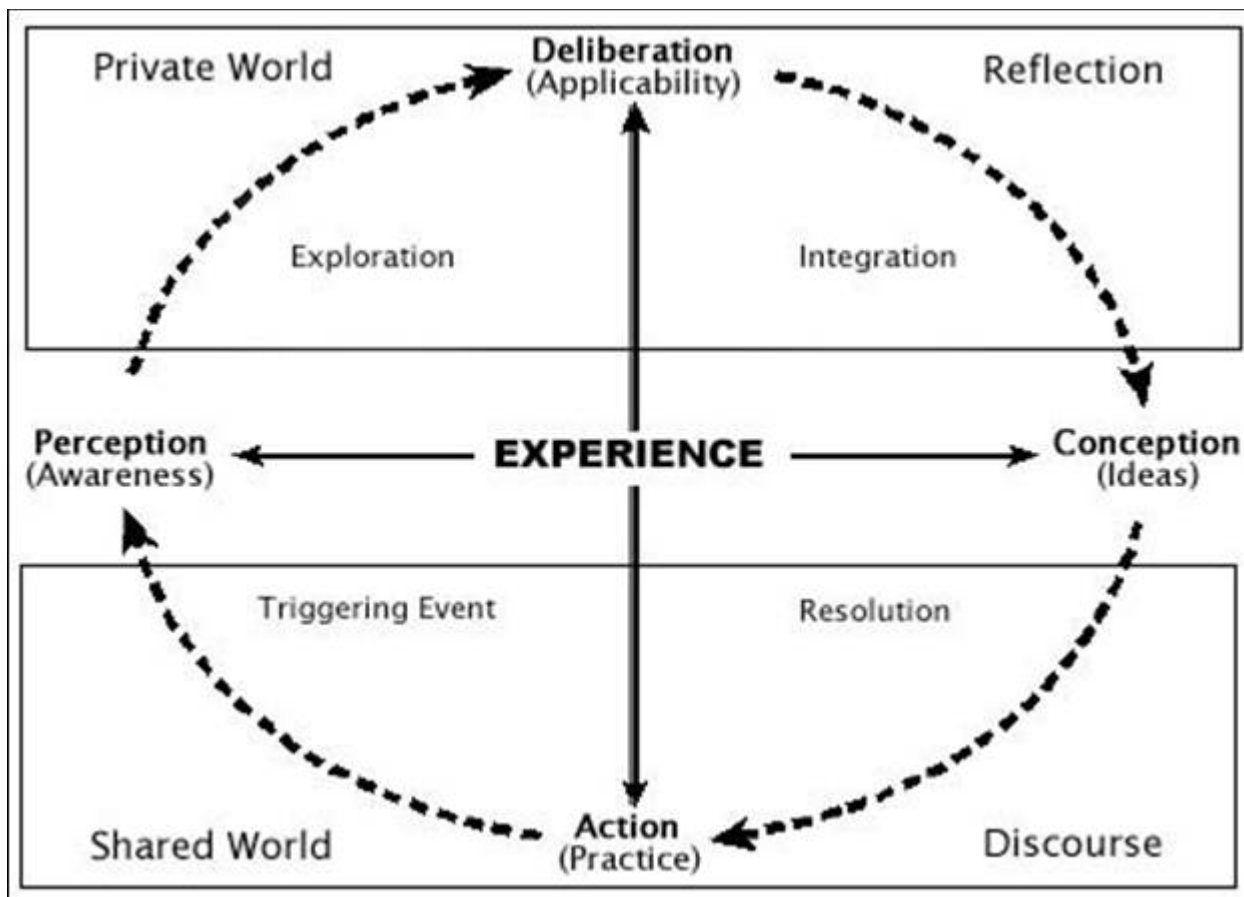 Private World
Deliberation
(Applicability)
Reflection
Exploration
Integration
Perception
(Awareness)
EXPERIENCE
Conception
(Ideas)
Triggering Event
Resolution
Shared World
Action
(Practice)
Discourse